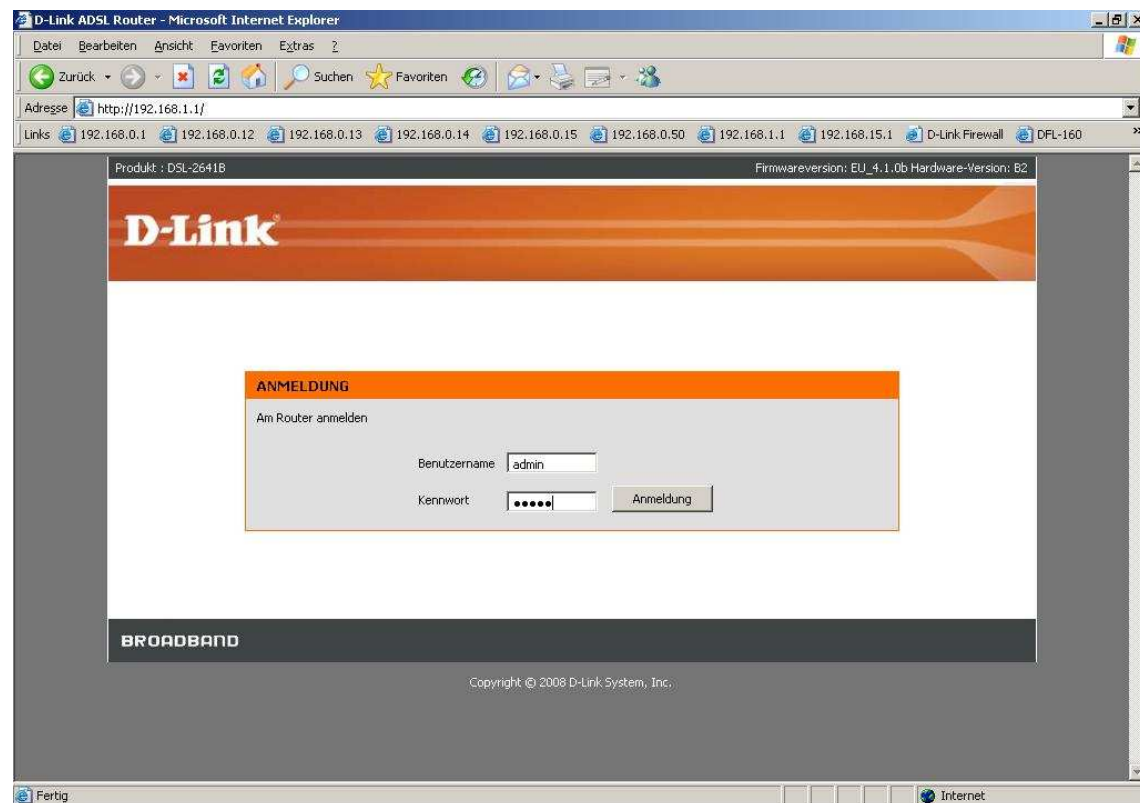 D-Link ADSL Router - Microsoft Internet Explorer
Datei Bearbeiten Ansicht Favoriten Extras ?
Zurück Suchen Favoriten
Adresse http://192.168.1.1/
Links 192.168.0.1 192.168.0.12 192.168.0.13 192.168.0.14 192.168.0.15 192.168.0.50 192.168.1.1 192.168.15.1 D-Link Firewall DFL-160 »
Produkt : DSL-2641B Firmwareversion: EU_4.1.0b Hardware-Version: B2
D-Link®
ANMELDUNG
Am Router anmelden
Benutzername admin
Kennwort ●●●●● Anmeldung
BROADBAND
Copyright © 2008 D-Link System, Inc.
Fertig Internet